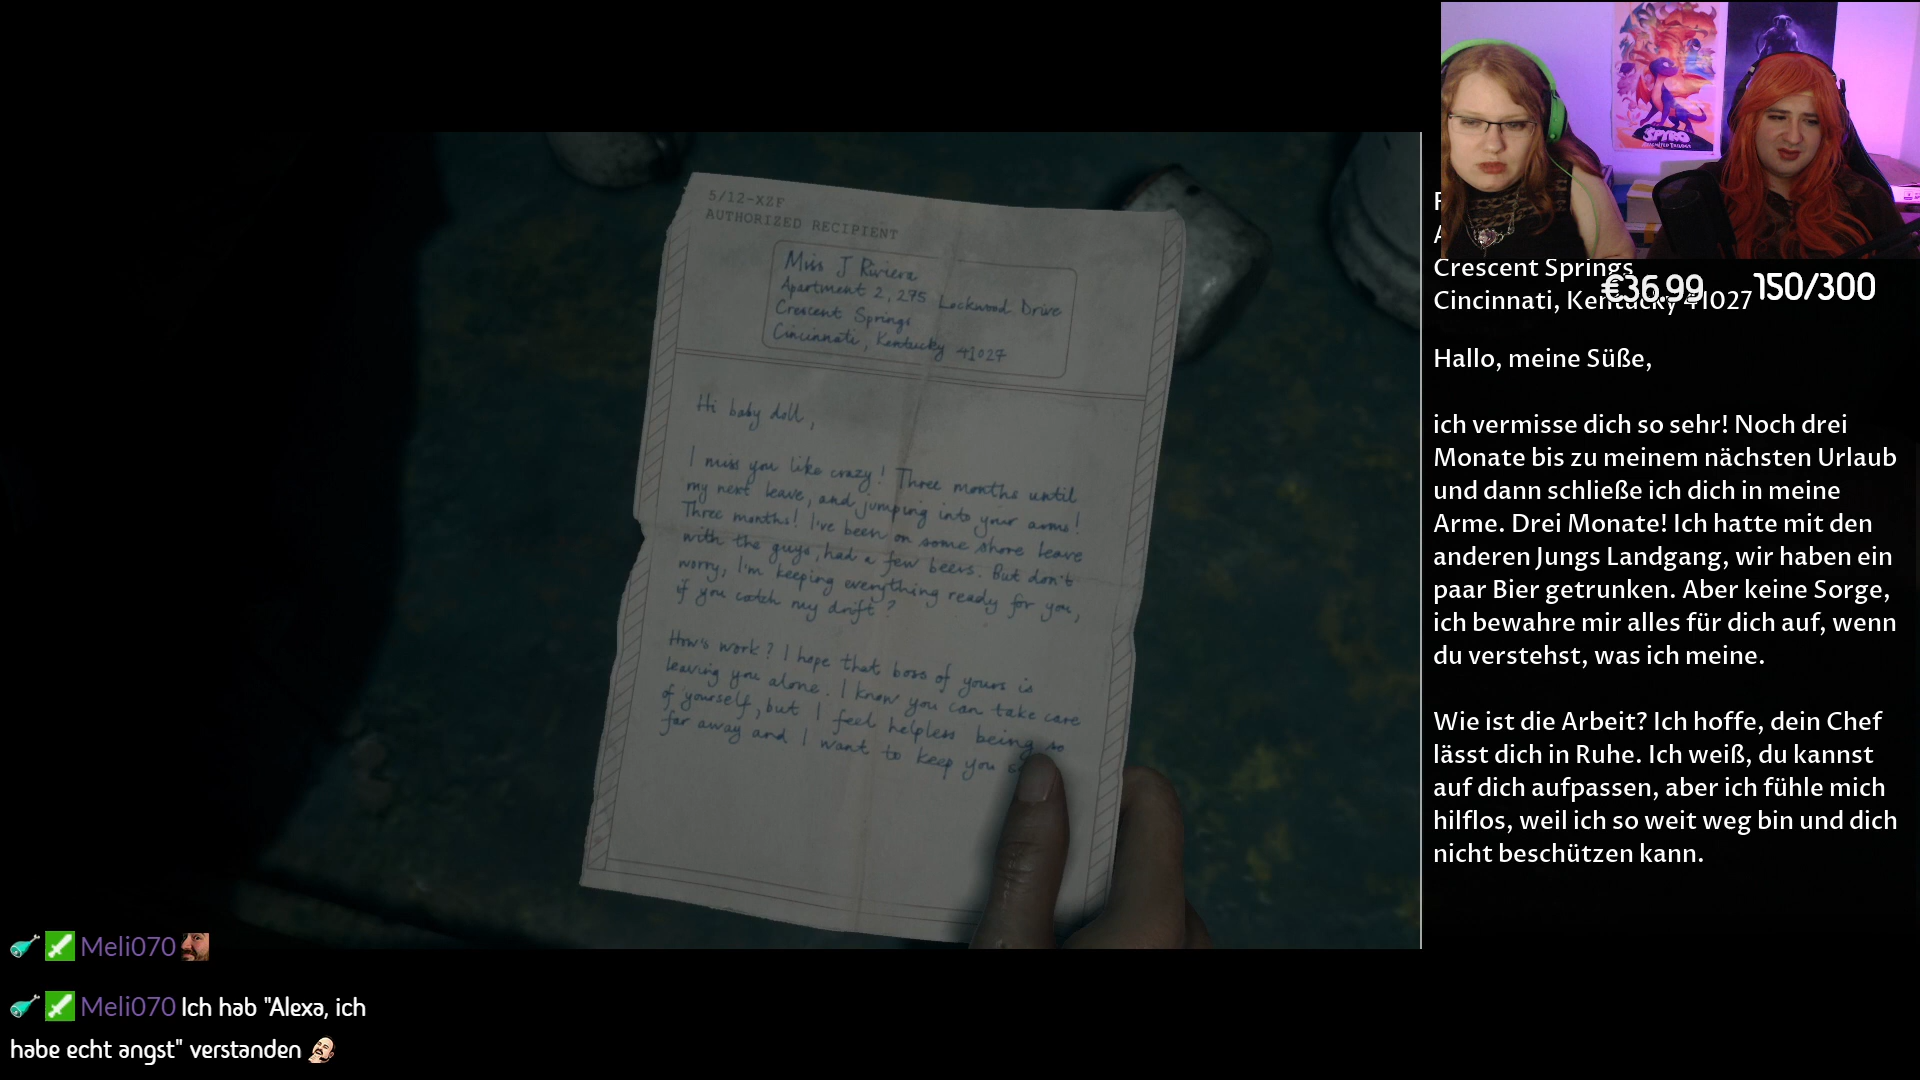 5/12-XZF
AUTHORIZED RECIPIENT
Miss J Riviera
Apartment 2, 275 Lockwood Drive
Crescent Springs
Cincinnati, Kentucky 41027
Hi baby doll,
I miss you like crazy! Three months until
my next leave, and jumping into your arms!
Three months! I've been on some shore leave
with the guys, had a few beers. But don't
worry, I'm keeping everything ready for you,
if you catch my drift?
How's work? I hope that boss of yours is
leaving you alone. I know you can take care
of yourself, but I feel helpless being so
far away and I want to keep you
SPYRO
Crescent Springs
Cincinnati, Kentucky 41027
€36.99
150/300
Hallo, meine Süße,
ich vermisse dich so sehr! Noch drei
Monate bis zu meinem nächsten Urlaub
und dann schließe ich dich in meine
Arme. Drei Monate! Ich hatte mit den
anderen Jungs Landgang, wir haben ein
paar Bier getrunken. Aber keine Sorge,
ich bewahre mir alles für dich auf, wenn
du verstehst, was ich meine.
Wie ist die Arbeit? Ich hoffe, dein Chef
lässt dich in Ruhe. Ich weiß, du kannst
auf dich aufpassen, aber ich fühle mich
hilflos, weil ich so weit weg bin und dich
nicht beschützen kann.
Meli070
Meli070 Ich hab "Alexa, ich
habe echt angst" verstanden